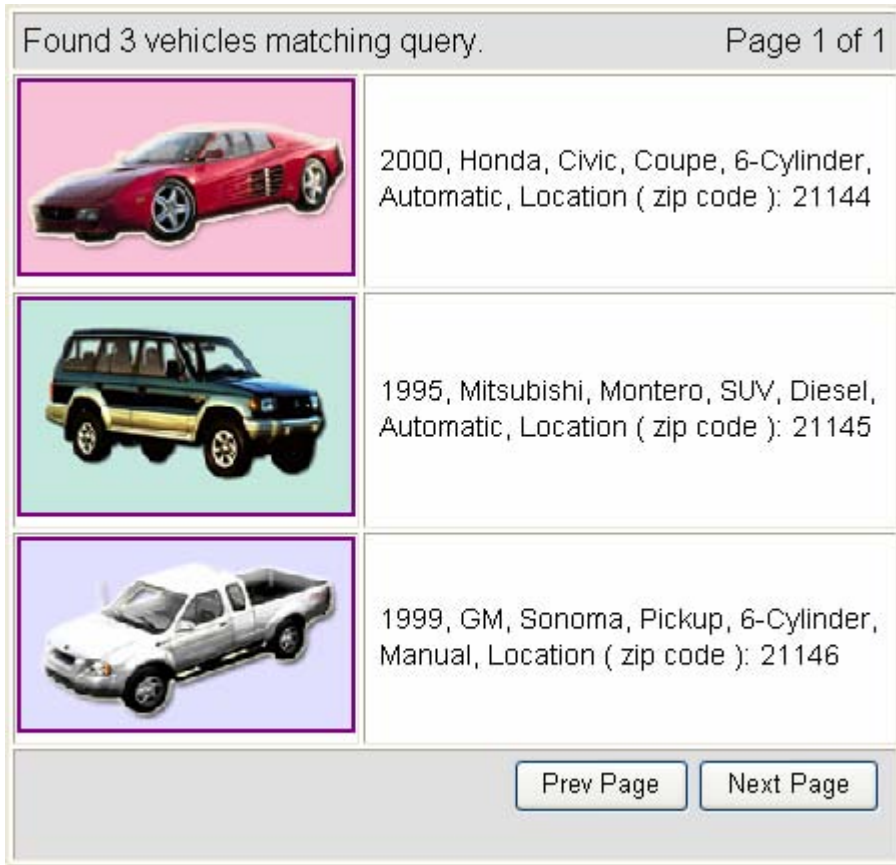 Found 3 vehicles matching query. Page 1 of 1
2000, Honda, Civic, Coupe, 6-Cylinder,
Automatic, Location ( zip code ): 21144
1995, Mitsubishi, Montero, SUV, Diesel,
Automatic, Location ( zip code ): 21145
1999, GM, Sonoma, Pickup, 6-Cylinder,
Manual, Location ( zip code ): 21146
Prev Page Next Page